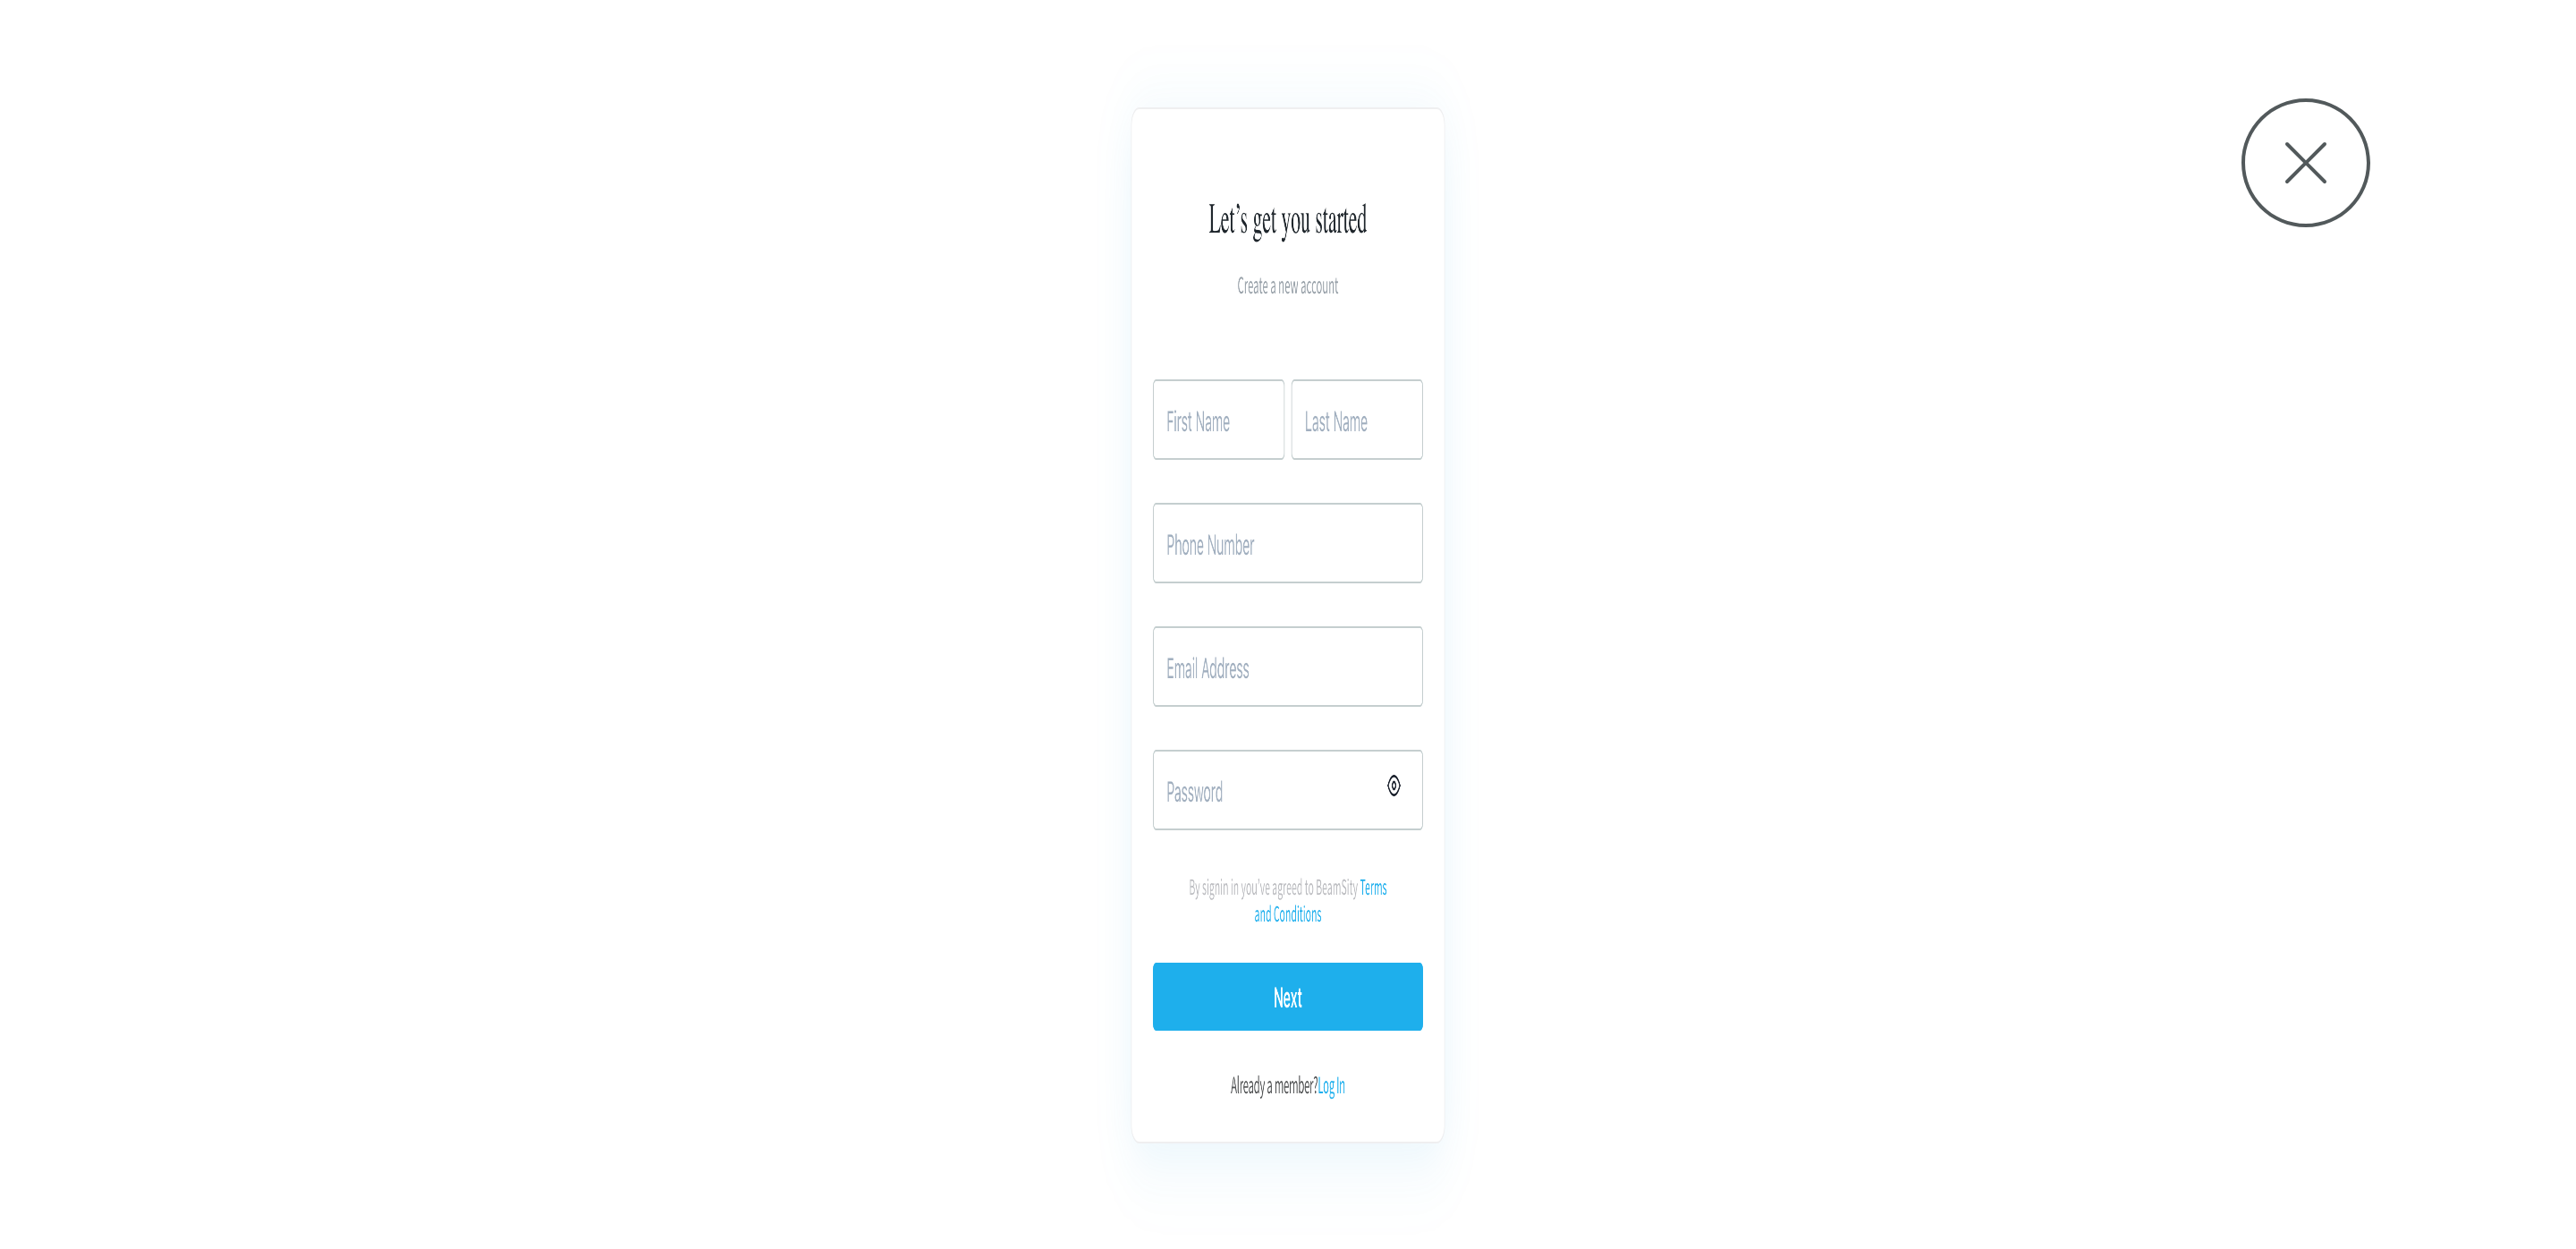 Let’s get you started
Create a new account
First Name Last Name
Phone Number
Email Address
Password
By signin in you've agreed to BeamSity Terms
and Conditions
Next
Already a member?Log In